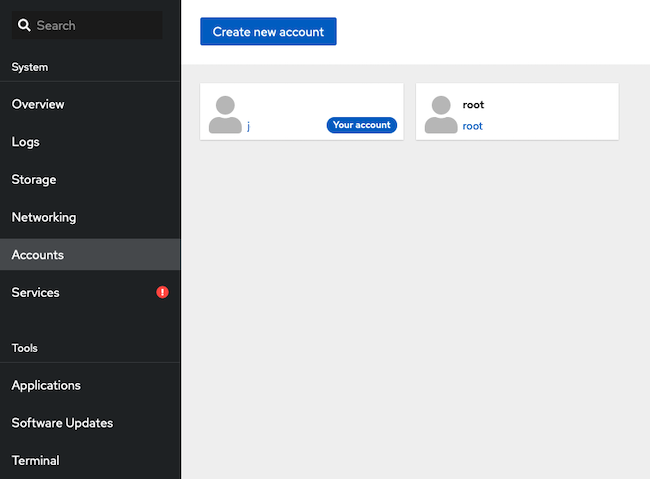 Search
System
Overview
Logs
Storage
Networking
Accounts
Services
Tools
Applications
Software Updates
Terminal
Create new account
j
Your account
root
root